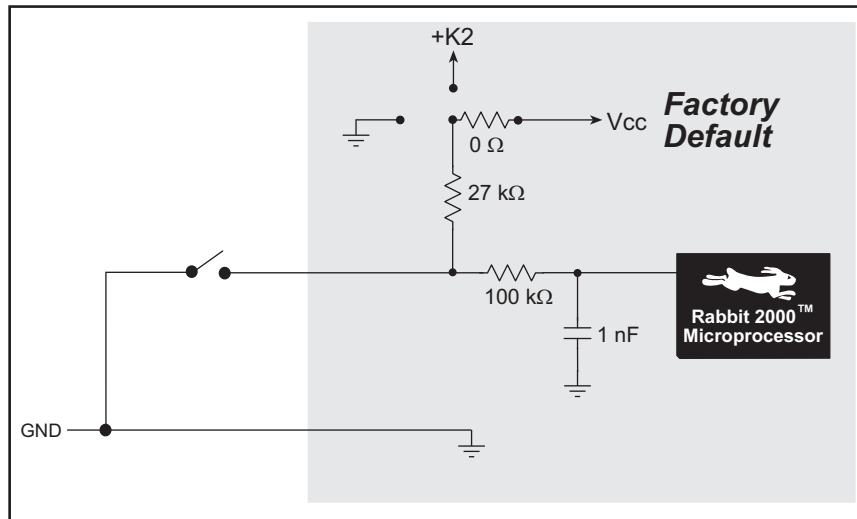 +K2
Vcc
Factory
Default
0 Ω
27 kΩ
100 kΩ
Rabbit 2000™
Microprocessor
1 nF
GND